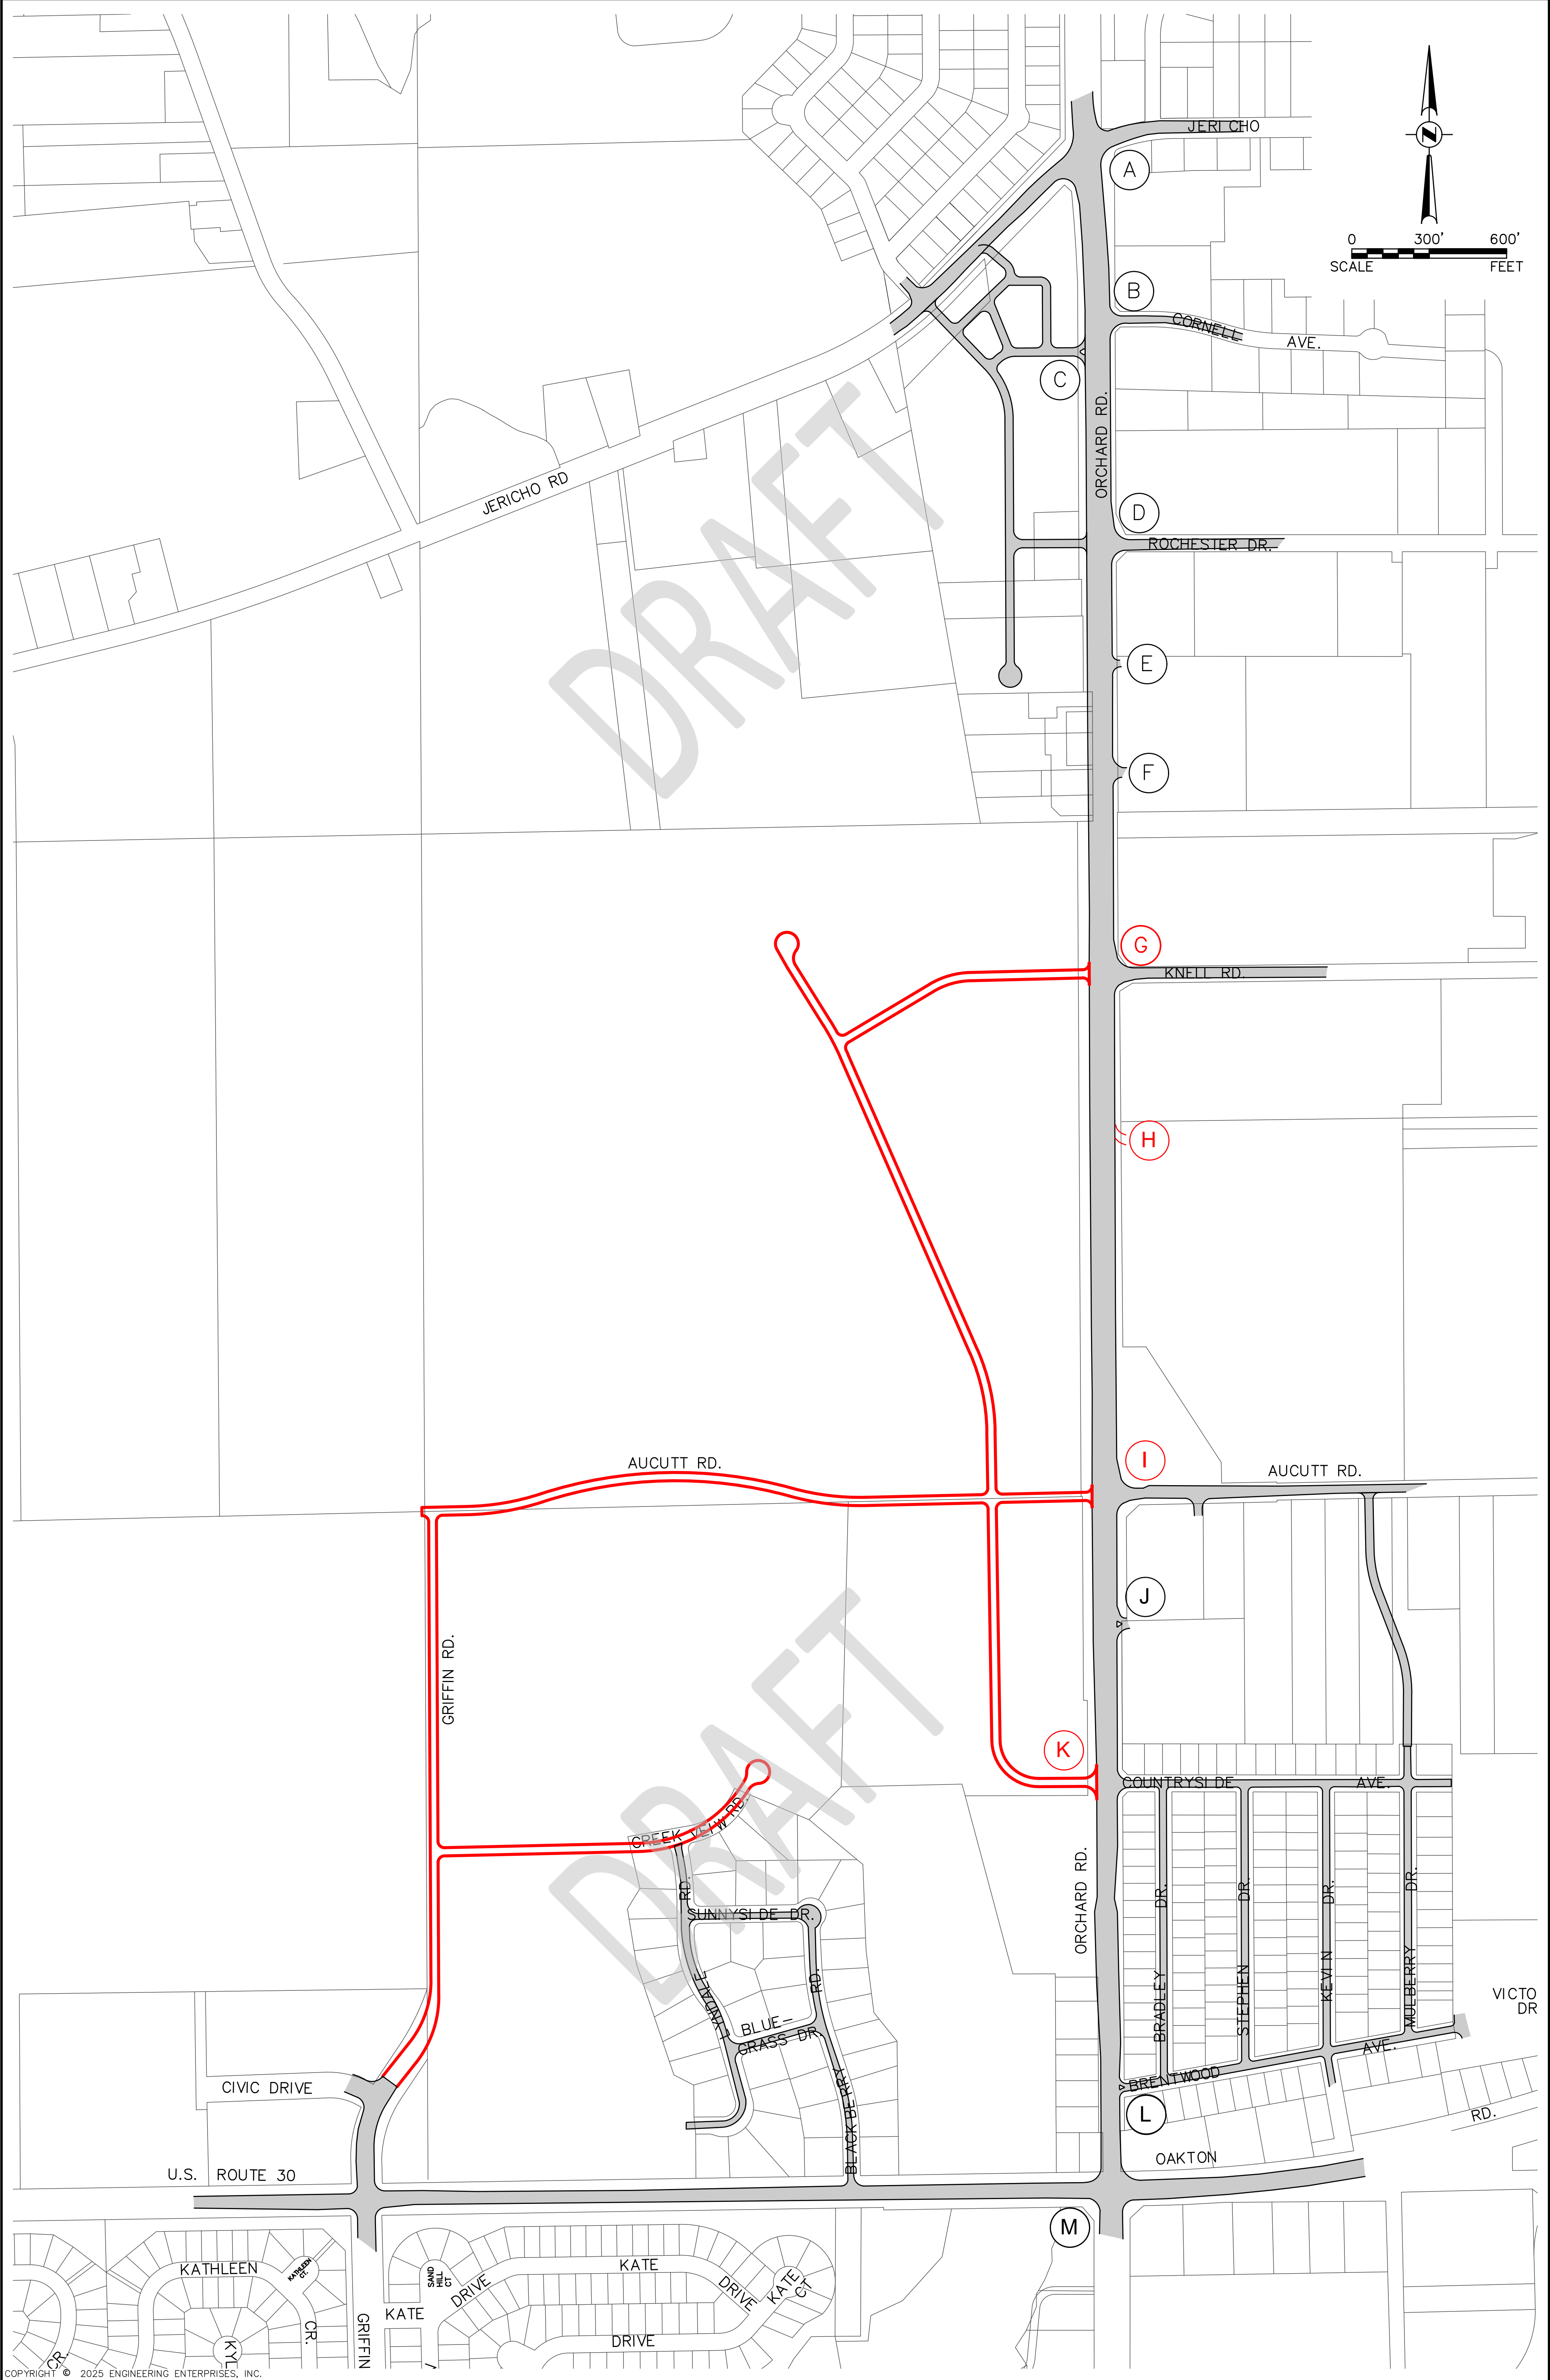 JERICHO
A
0 300' 600'
SCALE FEET
B
CORNELL AVE.
C
ORCHARD RD.
JERICHO RD
DRAFT
D
ROCHESTER DR.
E
F
G
KNELL RD.
H
I
AUCUTT RD.
AUCUTT RD.
J
GRIFFIN RD.
DRAFT
K
COUNTRYSIDE AVE.
CREEK VEIW RD.
ORCHARD RD.
RD.
SUNNYSIDE DR.
LYNDALE
RD.
BLUE-
GRASS DR.
BLACKBERRY
BRADLEY DR.
STEPHEN DR.
KEVIN DR.
MULBERRY DR.
VICTO
DR
BRENTWOOD AVE.
CIVIC DRIVE
L
RD.
OAKTON
U.S. ROUTE 30
M
KATHLEEN
KATHLEEN
CT.
SAND
HILL
CT
KATE
DRIVE
KATE
DRIVE
KATE
CT
DRIVE
GRIFFIN
CR.
KYL
CR.
COPYRIGHT © 2025 ENGINEERING ENTERPRISES, INC.